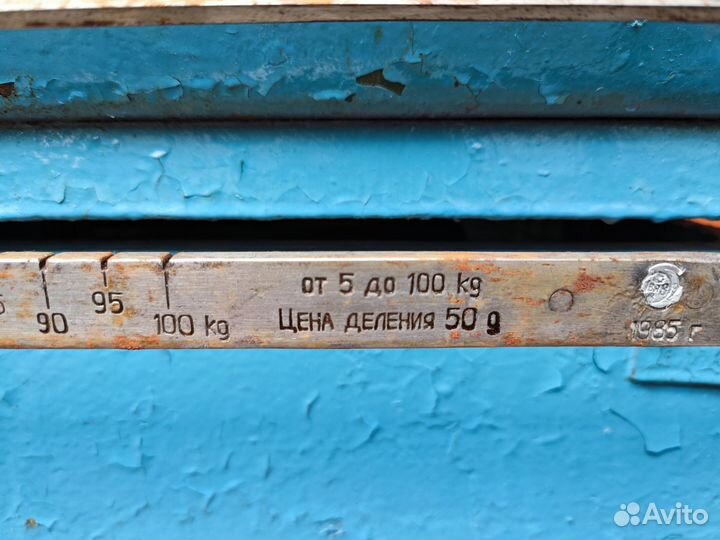 от 5 до 100 kg
95
90
100 kg
Цена деления 50 g
1985 г
Avito